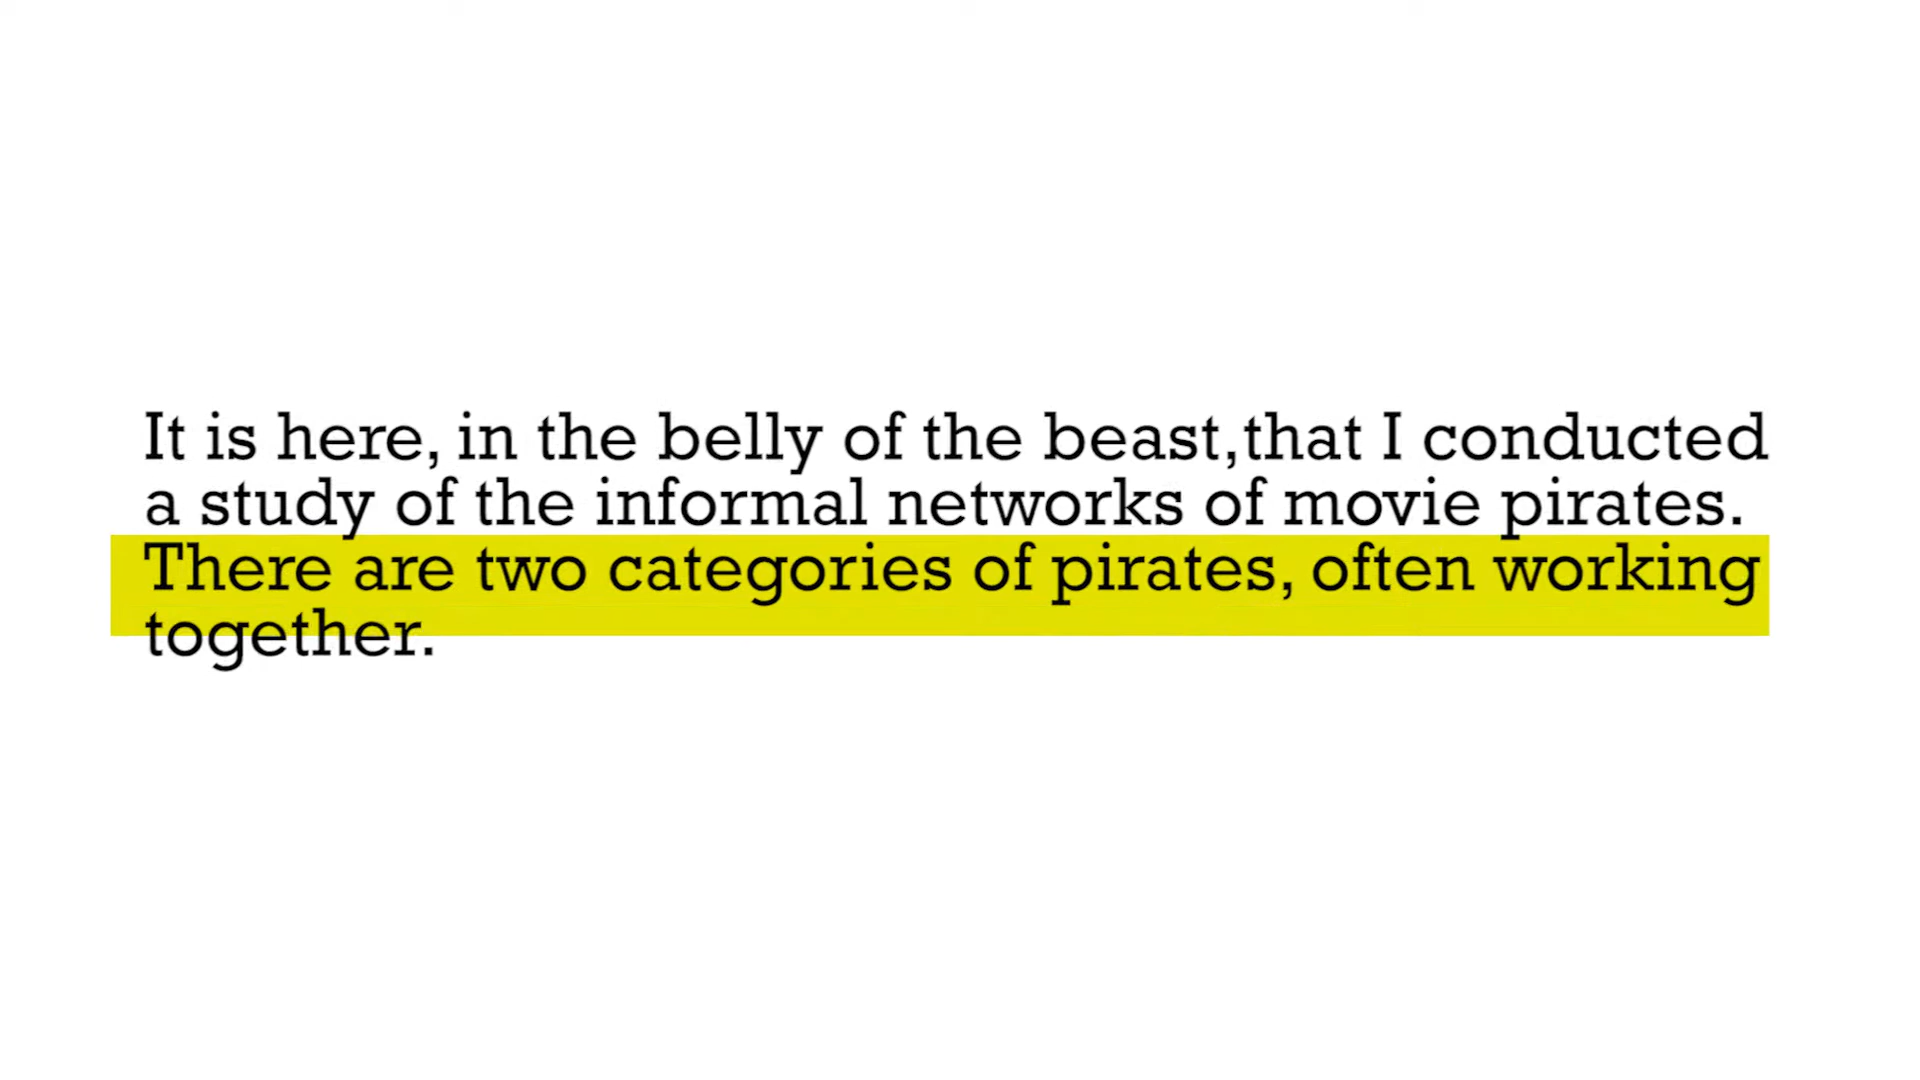 It is here, in the belly of the beast,that I conducted
a study of the informal networks of movie pirates.
There are two categories of pirates, often working
together.